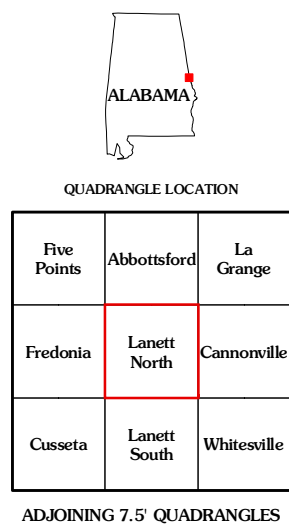 ALABAMA
QUADRANGLE LOCATION
Five
Points
Abbottsford
La
Grange
Fredonia
Lanett
North
Cannonville
Cusseta
Lanett
South
Whitesville
ADJOINING 7.5' QUADRANGLES